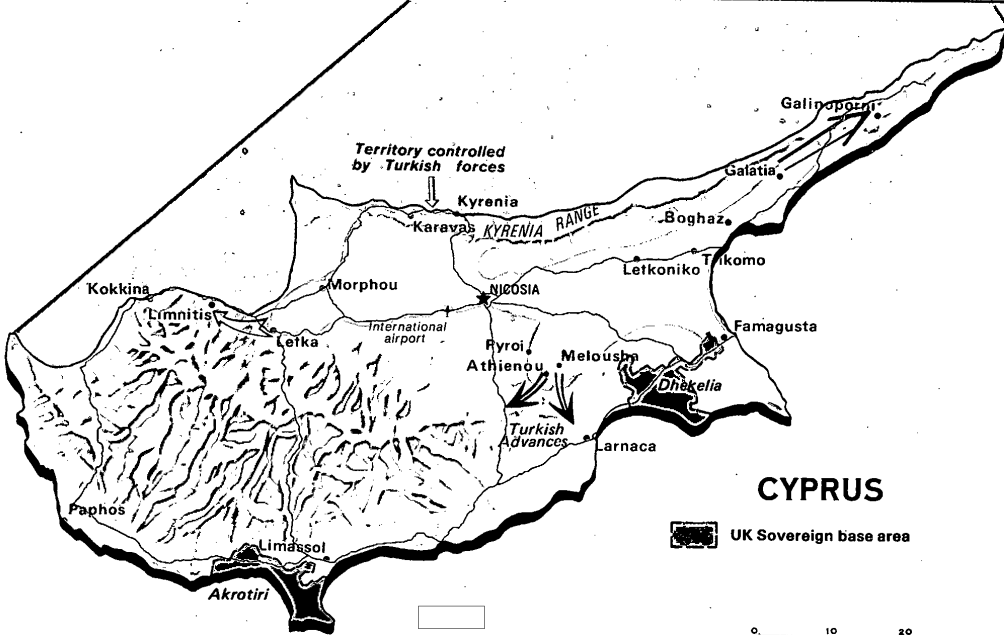 Galinoporni
Territory controlled
by Turkish forces
Galatia
Kyrenia
Boghaz
Karavas
KYRENIA RANGE
Trikomo
Letkoniko
Kokkina
Morphou
NICOSIA
Limnitis
International
airport
Lefka
Famagusta
Pyroi
Melousha
Athienou
Dhekelia
Turkish
Advances
Larnaca
CYPRUS
Paphos
UK Sovereign base area
Limassol
Akrotiri
0 10 20